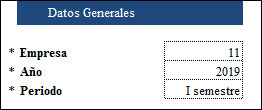 Datos Generales
* Empresa 11
* Año 2019
* Periodo I semestre